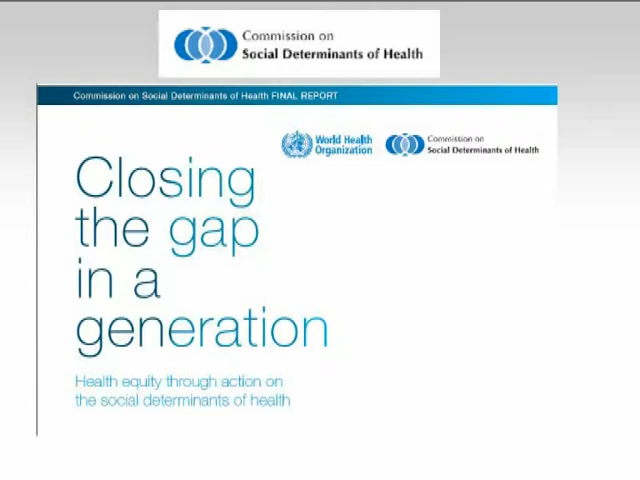 Commission on
Social Determinants of Health
Commission on Social Determinants of Health FINAL REPORT
World Health
Organization
Commission on
Social Determinants of Health
Closing
the gap
in a
generation
Health equity through action on
the social determinants of health